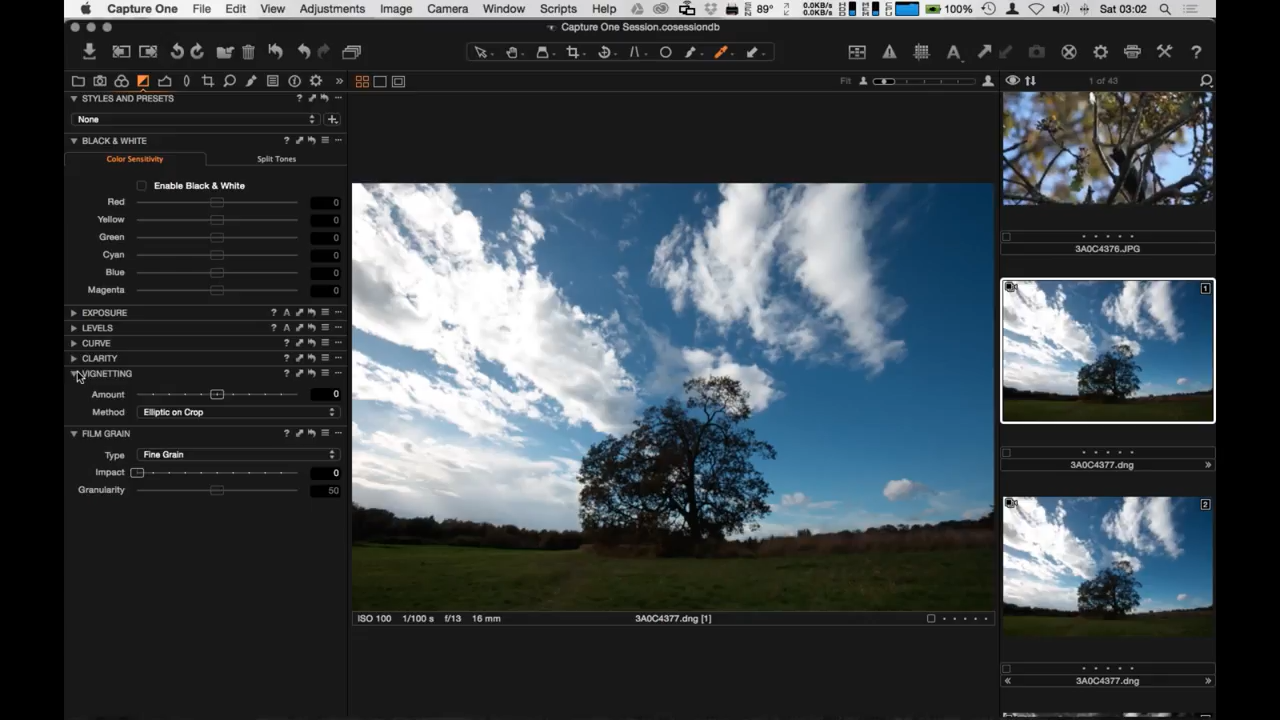 Capture One File Edit View Adjustments Image Camera Window Scripts Help 89° 0.0KB/s 0.0KB/s 100% Sat 03:02
Capture One Session.cosessiondb
STYLES AND PRESETS
None
BLACK & WHITE
Color Sensitivity Split Tones
Enable Black & White
Red 0
Yellow 0
Green 0
Cyan 0
Blue 0
Magenta 0
EXPOSURE
LEVELS
CURVE
CLARITY
VIGNETTING
Amount 0
Method Elliptic on Crop
FILM GRAIN
Type Fine Grain
Impact 0
Granularity 50
Fit
ISO 100 1/100 s f/13 16 mm 3A0C4377.dng [1]
1 of 43
3A0C4376.JPG
1
3A0C4377.dng
2
3A0C4377.dng